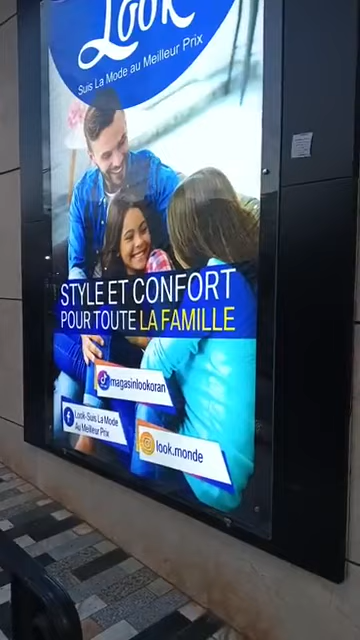 Look
Suis La Mode au Meilleur Prix
STYLE ET CONFORT
POUR TOUTE LA FAMILLE
magasinlookoran
Look-Suis La Mode
Au Meilleur Prix
look.monde